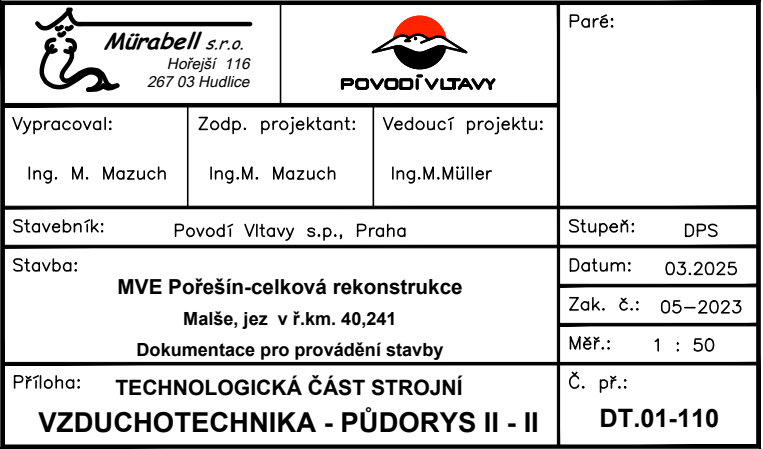 Mürabell s.r.o.
Hořejší 116
267 03 Hudlice
POVODÍ VLTAVY
Paré:
Vypracoval:
Ing. M. Mazuch
Zodp. projektant:
Ing.M. Mazuch
Vedoucí projektu:
Ing.M.Müller
Stavebník:
Povodí Vltavy s.p., Praha
Stupeň: DPS
Stavba:
MVE Pořešín-celková rekonstrukce
Malše, jez v ř.km. 40,241
Dokumentace pro provádění stavby
Datum: 03.2025
Zak. č.: 05-2023
Měř.: 1 : 50
Příloha: TECHNOLOGICKÁ ČÁST STROJNÍ
VZDUCHOTECHNIKA - PŮDORYS II - II
Č. př.:
DT.01-110